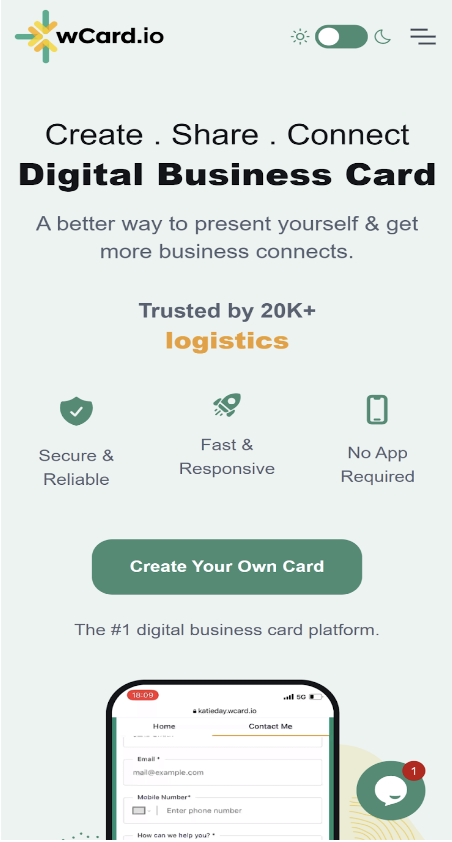 wCard.io
Create . Share . Connect
Digital Business Card
A better way to present yourself & get
more business connects.
Trusted by 20K+
logistics
Secure &
Reliable
Fast &
Responsive
No App
Required
Create Your Own Card
The #1 digital business card platform.
18:09
5G
katieday.wcard.io
Home
Contact Me
Email *
mail@example.com
Mobile Number*
Enter phone number
How can we help you? *
1